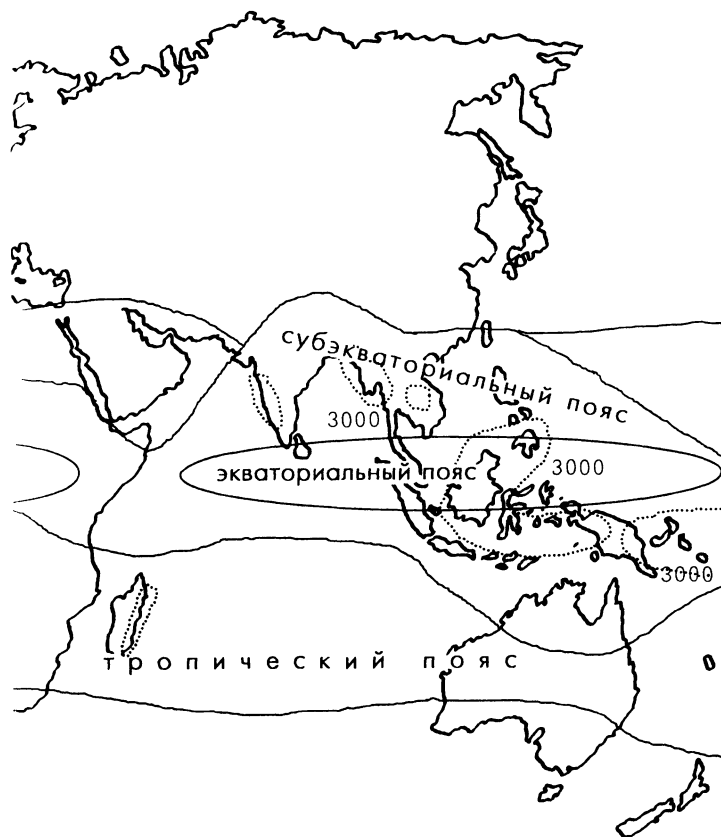 субэкваториальный пояс
3000
экваториальный пояс
3000
3000
тропический пояс